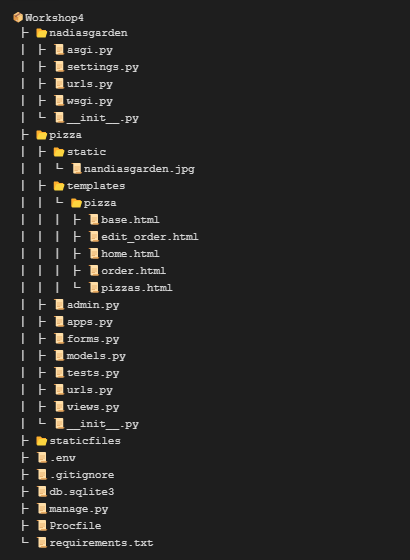 Workshop4
nadiasgarden
asgi.py
settings.py
urls.py
wsgi.py
__init__.py
pizza
static
nandiasgarden.jpg
templates
pizza
base.html
edit_order.html
home.html
order.html
pizzas.html
admin.py
apps.py
forms.py
models.py
tests.py
urls.py
views.py
__init__.py
staticfiles
.env
.gitignore
db.sqlite3
manage.py
Procfile
requirements.txt